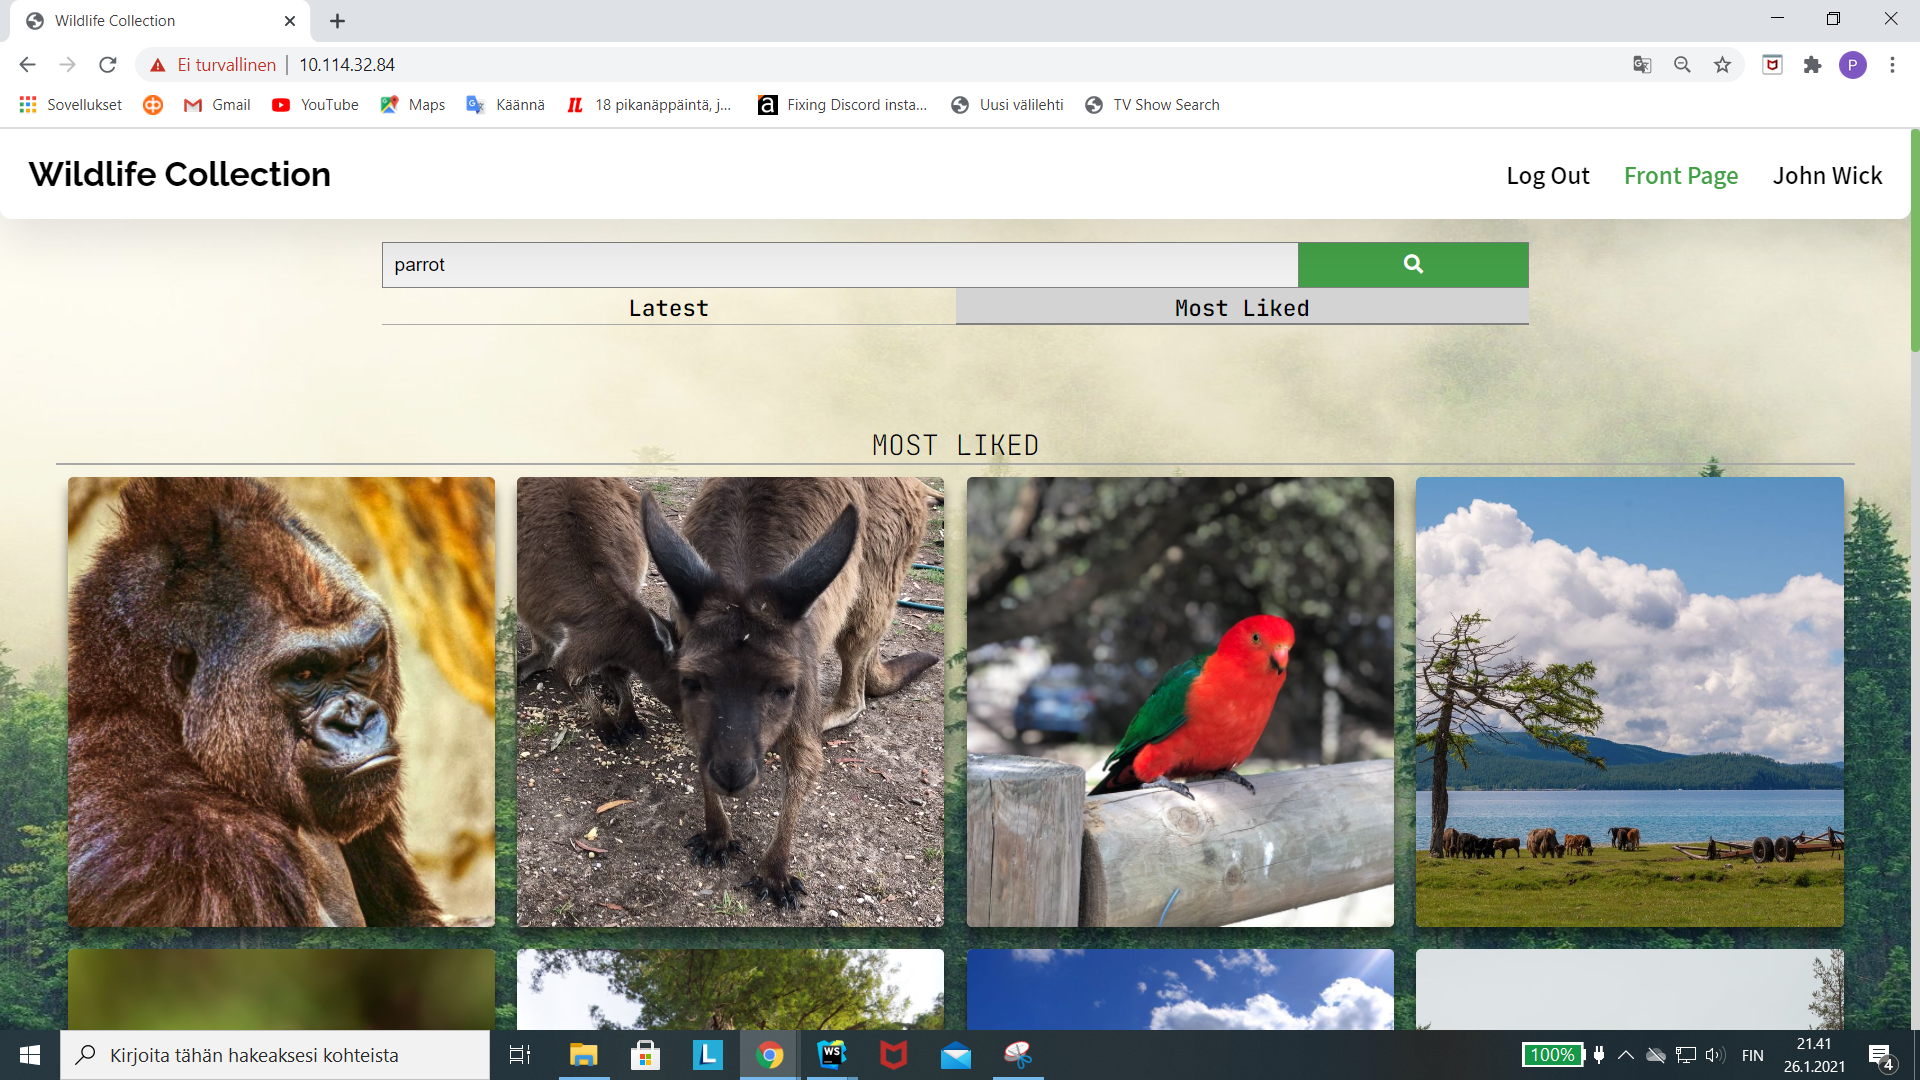 Wildlife Collection
Ei turvallinen
10.114.32.84
P
Sovellukset
Gmail
YouTube
Maps
Käännä
18 pikanäppäintä, j...
Fixing Discord insta...
Uusi välilehti
TV Show Search
Wildlife Collection
Log Out
Front Page
John Wick
parrot
Latest
Most Liked
MOST LIKED
Kirjoita tähän hakeaksesi kohteista
L
WS
100%
FIN
21.41
26.1.2021
4